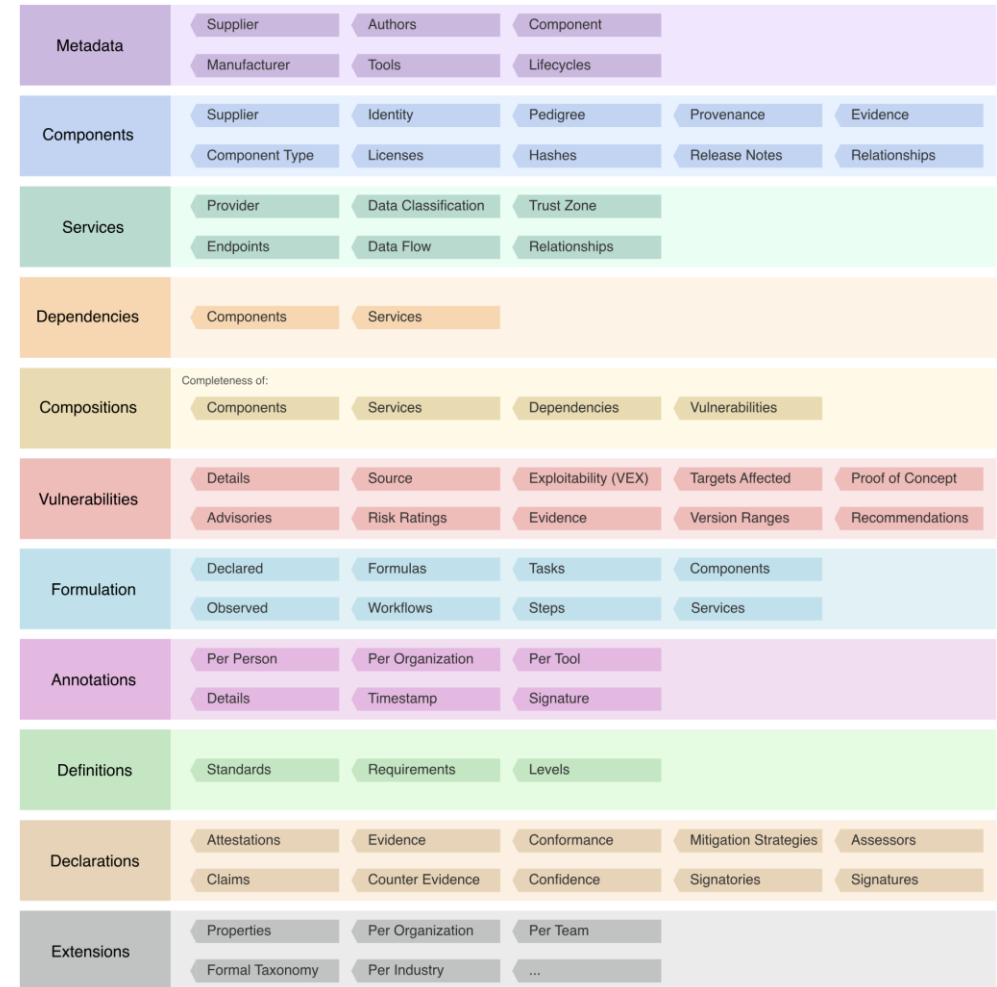 Metadata
Supplier Authors Component
Manufacturer Tools Lifecycles
Components
Supplier Identity Pedigree Provenance Evidence
Component Type Licenses Hashes Release Notes Relationships
Services
Provider Data Classification Trust Zone
Endpoints Data Flow Relationships
Dependencies
Components Services
Compositions
Completeness of:
Components Services Dependencies Vulnerabilities
Vulnerabilities
Details Source Exploitability (VEX) Targets Affected Proof of Concept
Advisories Risk Ratings Evidence Version Ranges Recommendations
Formulation
Declared Formulas Tasks Components
Observed Workflows Steps Services
Annotations
Per Person Per Organization Per Tool
Details Timestamp Signature
Definitions
Standards Requirements Levels
Declarations
Attestations Evidence Conformance Mitigation Strategies Assessors
Claims Counter Evidence Confidence Signatories Signatures
Extensions
Properties Per Organization Per Team
Formal Taxonomy Per Industry ...